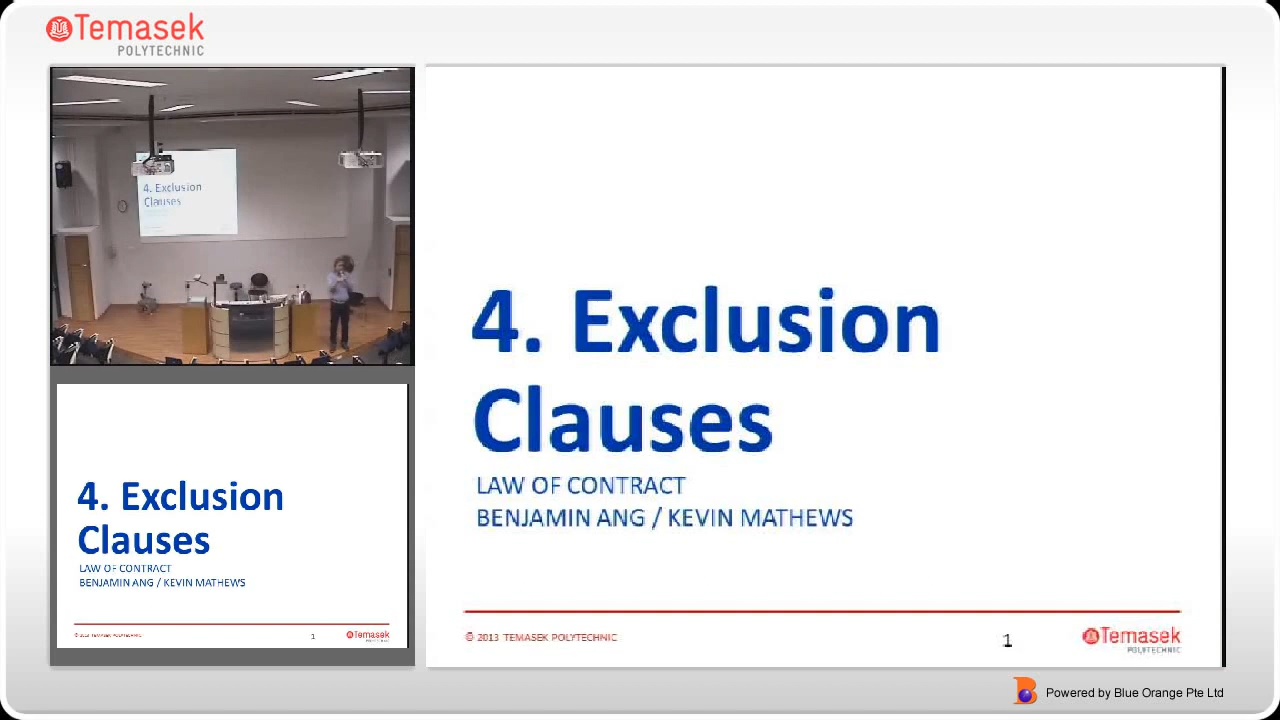 Temasek
POLYTECHNIC
4. Exclusion
Clauses
4. Exclusion
Clauses
LAW OF CONTRACT
BENJAMIN ANG / KEVIN MATHEWS
© 2013 TEMASEK POLYTECHNIC
1
Temasek
POLYTECHNIC
4. Exclusion
Clauses
LAW OF CONTRACT
BENJAMIN ANG / KEVIN MATHEWS
© 2013 TEMASEK POLYTECHNIC
1
Temasek
POLYTECHNIC
Powered by Blue Orange Pte Ltd